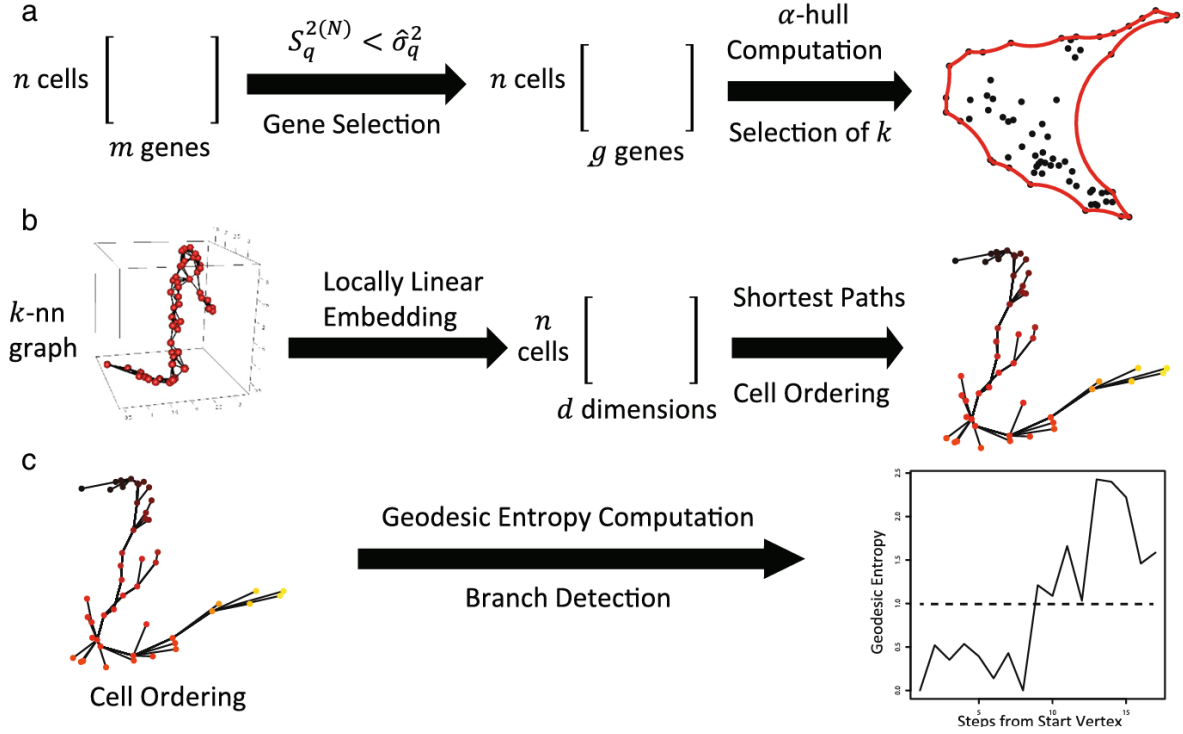 a
n cells
m genes
S_q^{2(N)} < σ̂_q^2
Gene Selection
n cells
g genes
α-hull
Computation
Selection of k
b
k-nn
graph
Locally Linear
Embedding
n
cells
d dimensions
Shortest Paths
Cell Ordering
c
Cell Ordering
Geodesic Entropy Computation
Branch Detection
Geodesic Entropy
2.5
2.0
1.5
1.0
0.5
0.0
5
10
15
Steps from Start Vertex